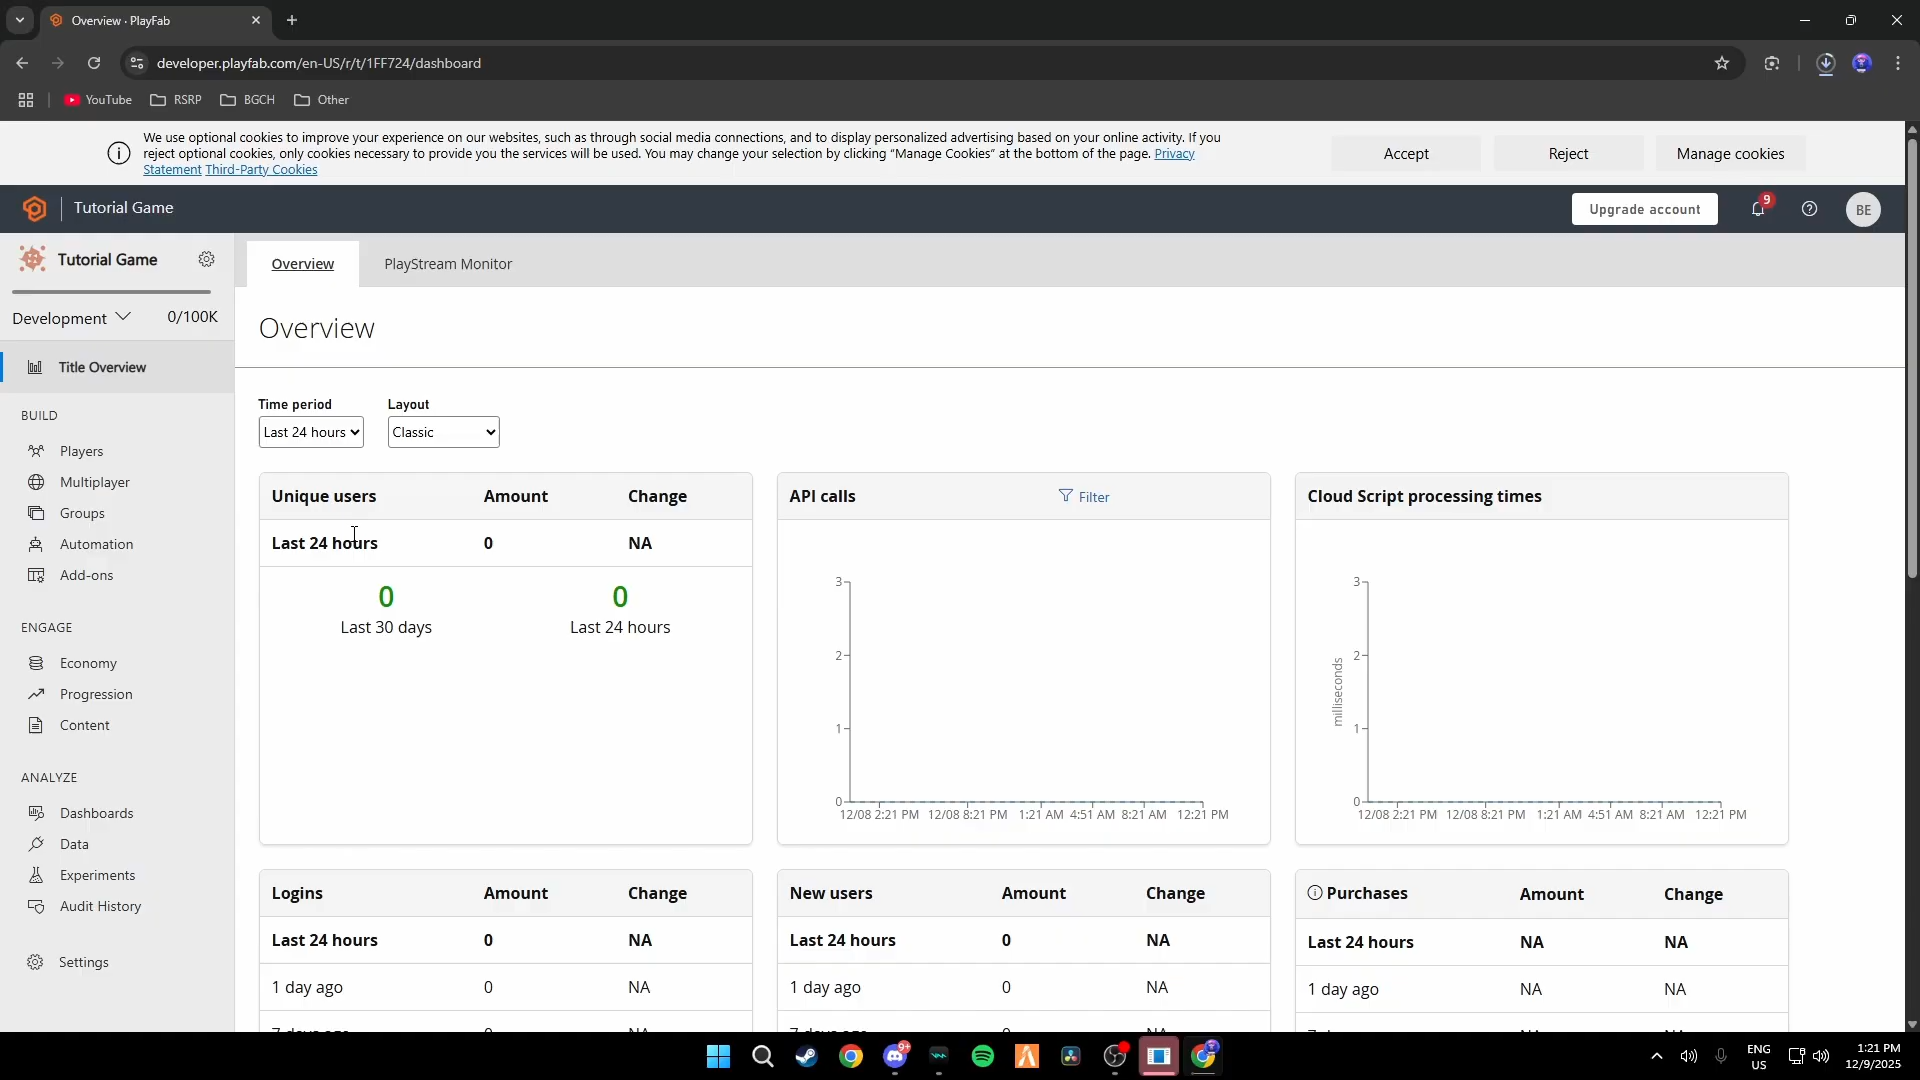 Overview · PlayFab
developer.playfab.com/en-US/r/t/1FF724/dashboard
YouTube
RSRP
BGCH
Other
We use optional cookies to improve your experience on our websites, such as through social media connections, and to display personalized advertising based on your online activity. If you
reject optional cookies, only cookies necessary to provide you the services will be used. You may change your selection by clicking “Manage Cookies” at the bottom of the page. Privacy
Statement Third-Party Cookies
Accept
Reject
Manage cookies
Tutorial Game
Upgrade account
9
BE
Tutorial Game
Development
0/100K
Title Overview
BUILD
Players
Multiplayer
Groups
Automation
Add-ons
ENGAGE
Economy
Progression
Content
ANALYZE
Dashboards
Data
Experiments
Audit History
Settings
Overview
PlayStream Monitor
Overview
Time period
Layout
Last 24 hours
Classic
Unique users Amount Change
Last 24 hours 0 NA
0 0
Last 30 days Last 24 hours
API calls
Filter
3
2
1
0
12/08 2:21 PM 12/08 8:21 PM 1:21 AM 4:51 AM 8:21 AM 12:21 PM
Cloud Script processing times
milliseconds
3
2
1
0
12/08 2:21 PM 12/08 8:21 PM 1:21 AM 4:51 AM 8:21 AM 12:21 PM
Logins Amount Change
Last 24 hours 0 NA
1 day ago 0 NA
New users Amount Change
Last 24 hours 0 NA
1 day ago 0 NA
Purchases Amount Change
Last 24 hours NA NA
1 day ago NA NA
9+
ENG
US
1:21 PM
12/9/2025